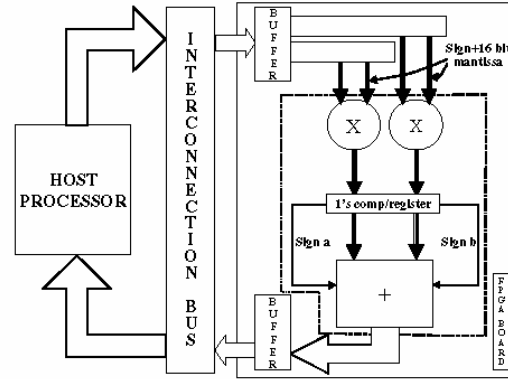 HOST
PROCESSOR
INTERCONNECTION BUS
BUFFER
Sign+16 bit
mantissa
X
X
1's comp/register
Sign a
Sign b
+
BUFFER
FPGA BOARD